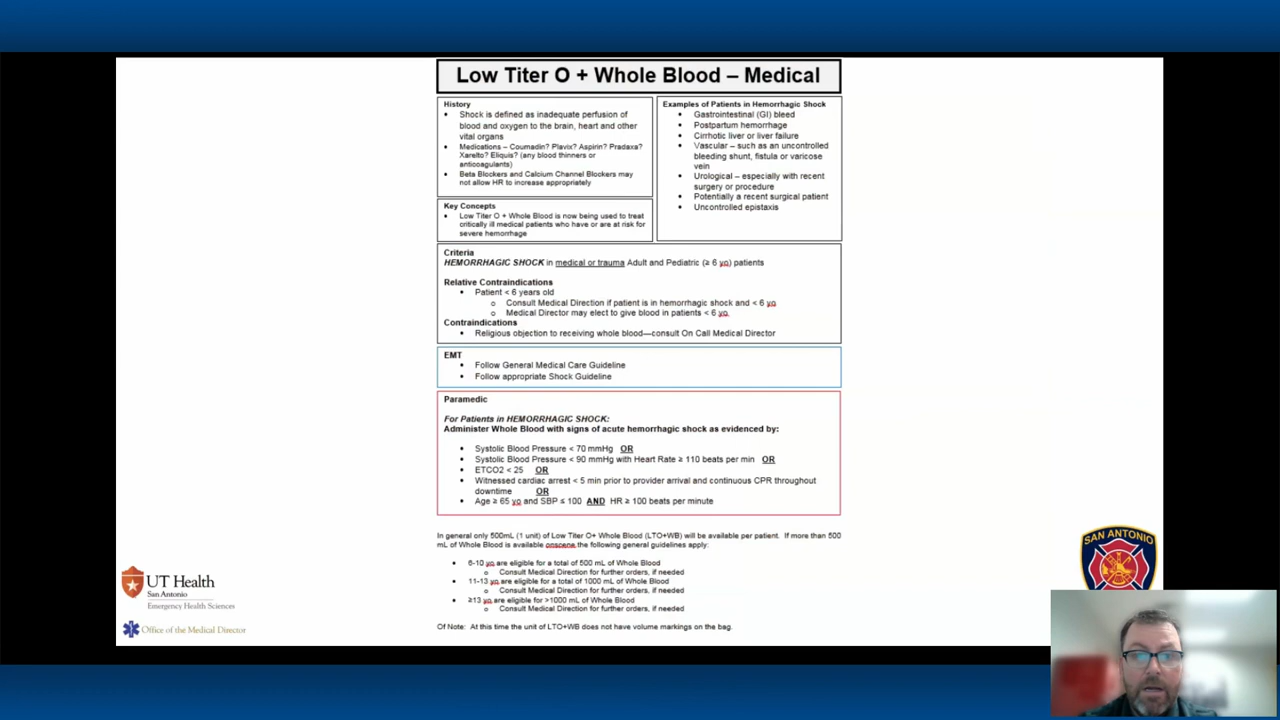 Low Titer O + Whole Blood – Medical
History
• Shock is defined as inadequate perfusion of
blood and oxygen to the brain, heart and other
vital organs
• Medications – Coumadin? Plavix? Aspirin? Pradaxa?
Xarelto? Eliquis? (any blood thinners or
anticoagulants)
• Beta Blockers and Calcium Channel Blockers may
not allow HR to increase appropriately
Key Concepts
• Low Titer O + Whole Blood is now being used to treat
critically ill medical patients who have or are at risk for
severe hemorrhage
Examples of Patients in Hemorrhagic Shock
• Gastrointestinal (GI) bleed
• Postpartum hemorrhage
• Cirrhotic liver or liver failure
• Vascular – such as an uncontrolled
bleeding shunt, fistula or varicose
vein
• Urological – especially with recent
surgery or procedure
• Potentially a recent surgical patient
• Uncontrolled epistaxis
Criteria
HEMORRHAGIC SHOCK in medical or trauma Adult and Pediatric (≥ 6 yo) patients
Relative Contraindications
• Patient < 6 years old
o Consult Medical Direction if patient is in hemorrhagic shock and < 6 yo
o Medical Director may elect to give blood in patients < 6 yo.
Contraindications
• Religious objection to receiving whole blood—consult On Call Medical Director
EMT
• Follow General Medical Care Guideline
• Follow appropriate Shock Guideline
Paramedic
For Patients in HEMORRHAGIC SHOCK:
Administer Whole Blood with signs of acute hemorrhagic shock as evidenced by:
• Systolic Blood Pressure < 70 mmHg OR
• Systolic Blood Pressure < 90 mmHg with Heart Rate ≥ 110 beats per min OR
• ETCO2 < 25 OR
• Witnessed cardiac arrest < 5 min prior to provider arrival and continuous CPR throughout
downtime OR
• Age ≥ 65 yo and SBP ≤ 100 AND HR ≥ 100 beats per minute
In general only 500mL (1 unit) of Low Titer O+ Whole Blood (LTO+WB) will be available per patient. If more than 500
mL of Whole Blood is available onscene,the following general guidelines apply:
• 6-10 yo are eligible for a total of 500 mL of Whole Blood
o Consult Medical Direction for further orders, if needed
• 11-13 yo are eligible for a total of 1000 mL of Whole Blood
o Consult Medical Direction for further orders, if needed
• ≥13 yo are eligible for >1000 mL of Whole Blood
o Consult Medical Direction for further orders, if needed
Of Note: At this time the unit of LTO+WB does not have volume markings on the bag.
UT Health
San Antonio
Emergency Health Sciences
Office of the Medical Director
SAN ANTONIO